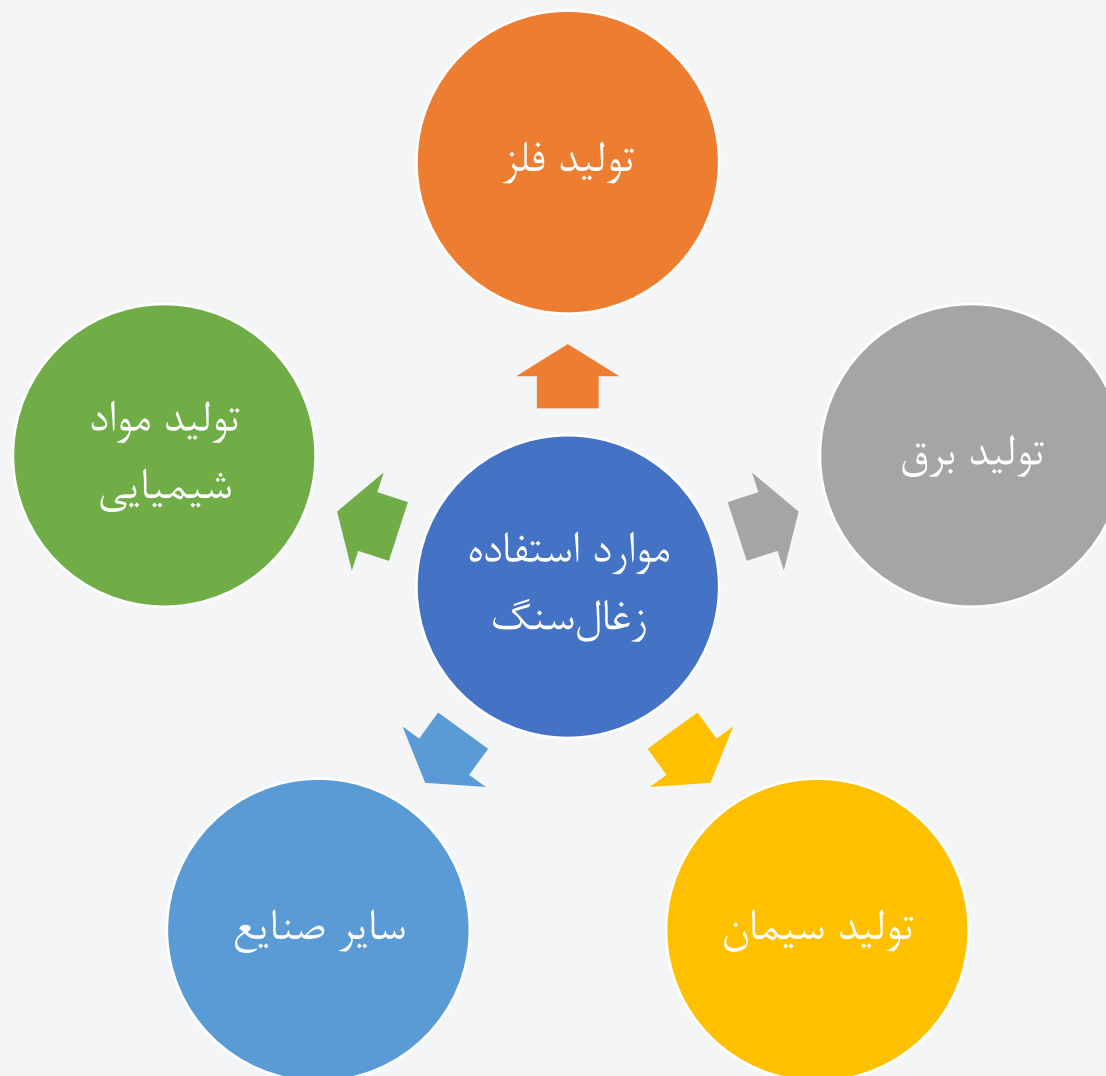 تولید فلز
تولید مواد
شیمیایی
تولید برق
موارد استفاده
زغال‌سنگ
سایر صنایع
تولید سیمان